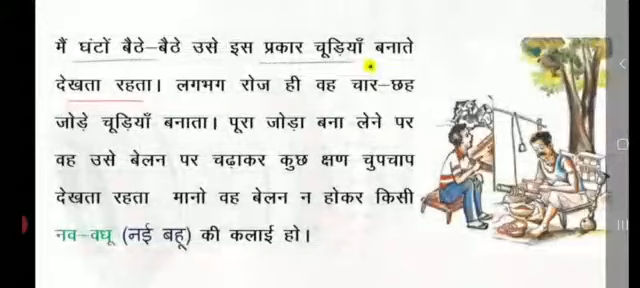 मैं घंटों बैठे-बैठे उसे इस प्रकार चूड़ियाँ बनाते
देखता रहता। लगभग रोज ही वह चार-छह
जोड़े चूड़ियाँ बनाता। पूरा जोड़ा बना लेने पर
वह उसे बेलन पर चढ़ाकर कुछ क्षण चुपचाप
देखता रहता मानो वह बेलन न होकर किसी
नव-वधू (नई बहू) की कलाई हो।